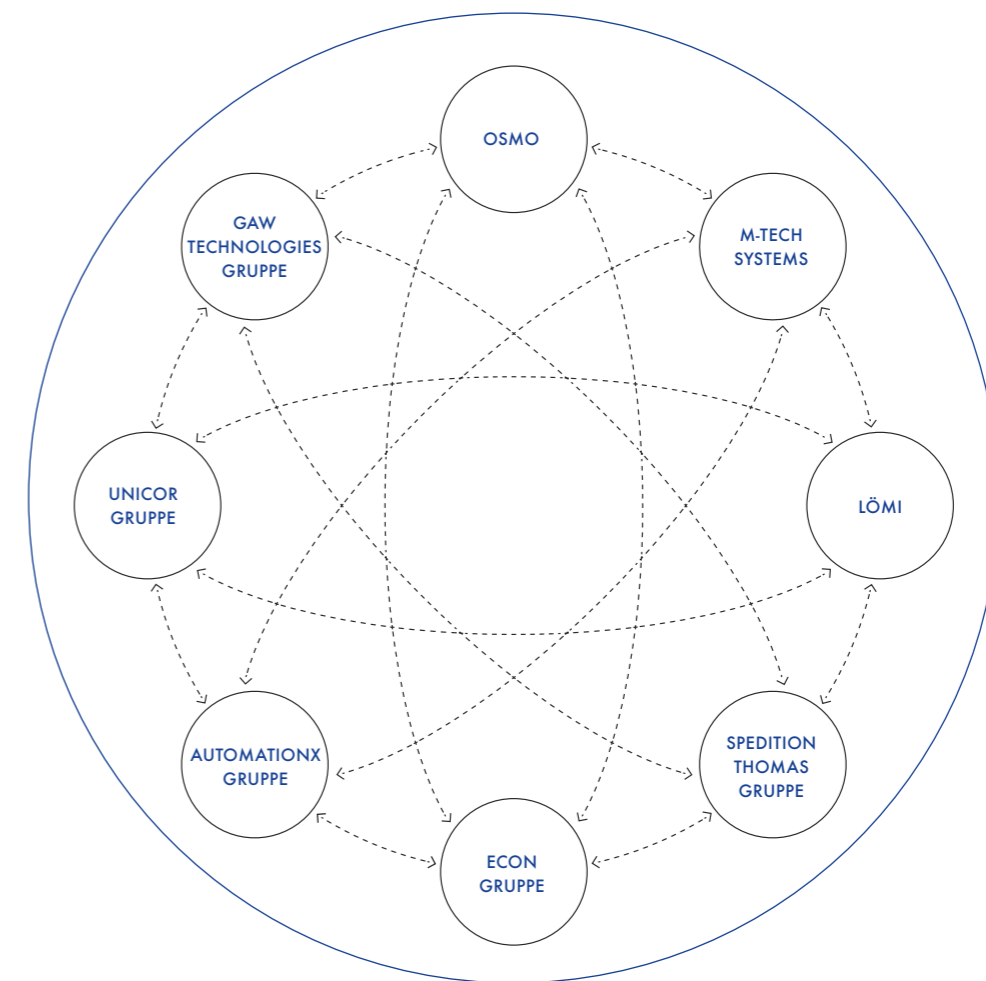 OSMO
GAW
TECHNOLOGIES
GRUPPE
M-TECH
SYSTEMS
UNICOR
GRUPPE
LÖMI
AUTOMATIONX
GRUPPE
SPEDITION
THOMAS
GRUPPE
ECON
GRUPPE